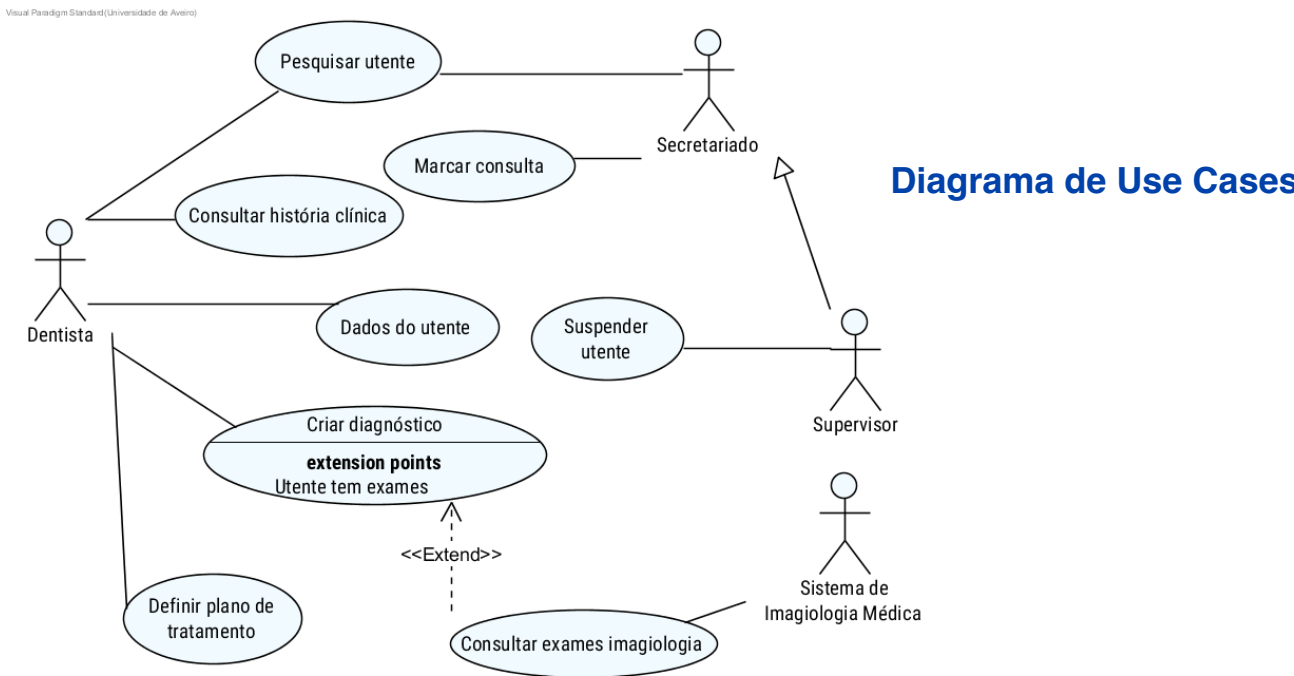 Visual Paradigm Standard(Universidade de Aveiro)
Pesquisar utente
Secretariado
Marcar consulta
Diagrama de Use Cases
Consultar história clínica
Dentista
Dados do utente
Suspender
utente
Supervisor
Criar diagnóstico
extension points
Utente tem exames
<<Extend>>
Sistema de
Imagiologia Médica
Definir plano de
tratamento
Consultar exames imagiologia